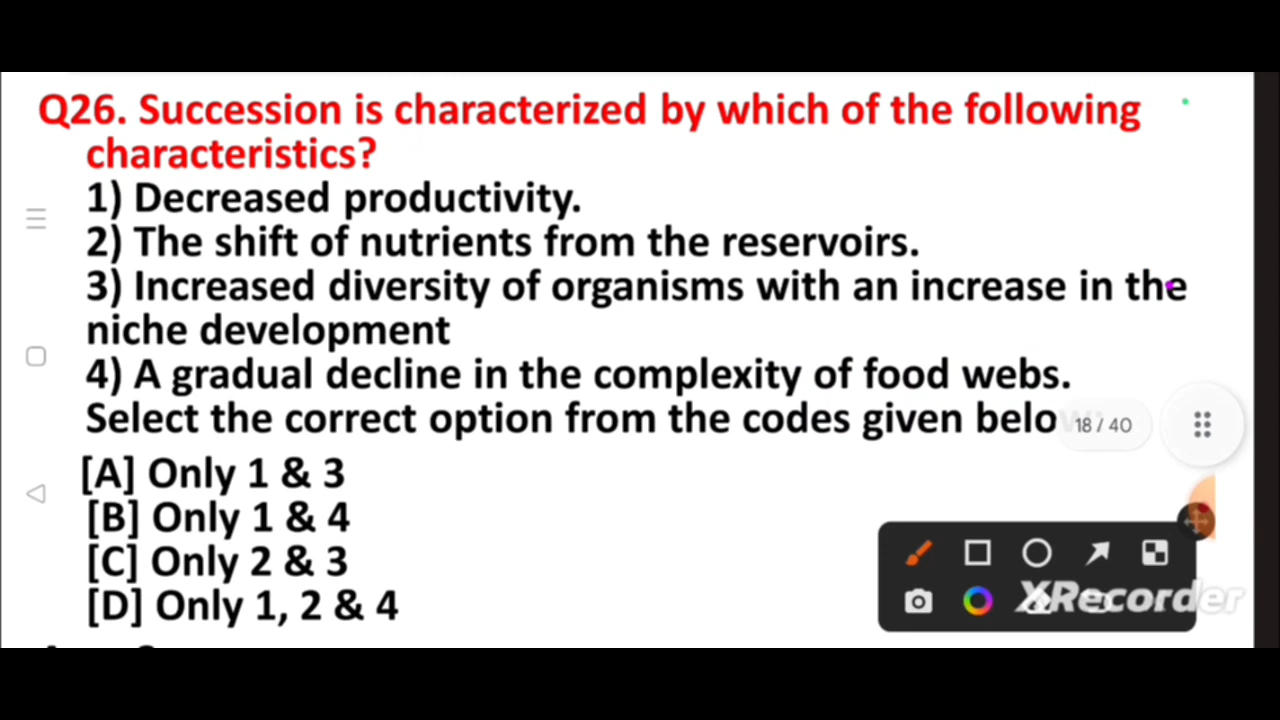 Q26. Succession is characterized by which of the following
characteristics?
1) Decreased productivity.
2) The shift of nutrients from the reservoirs.
3) Increased diversity of organisms with an increase in the
niche development
4) A gradual decline in the complexity of food webs.
Select the correct option from the codes given belo
18 / 40
[A] Only 1 & 3
[B] Only 1 & 4
[C] Only 2 & 3
[D] Only 1, 2 & 4
XRecorder